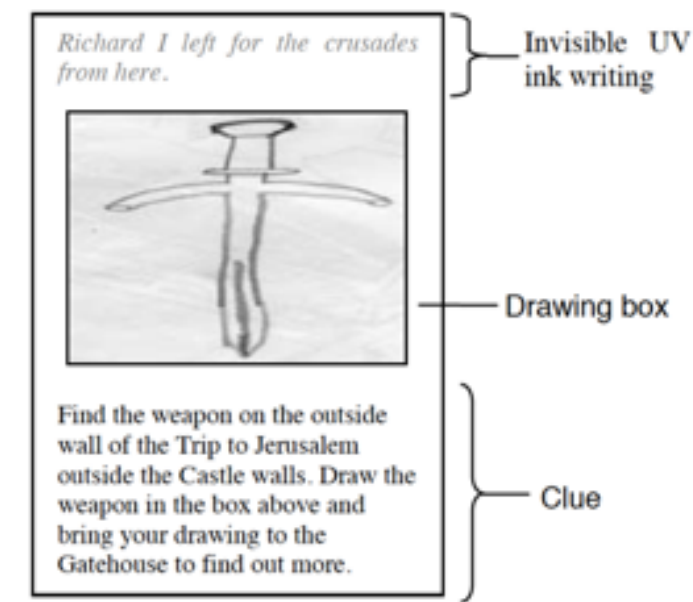 Richard I left for the crusades
from here.
Invisible UV
ink writing
Drawing box
Find the weapon on the outside
wall of the Trip to Jerusalem
outside the Castle walls. Draw the
weapon in the box above and
bring your drawing to the
Gatehouse to find out more.
Clue